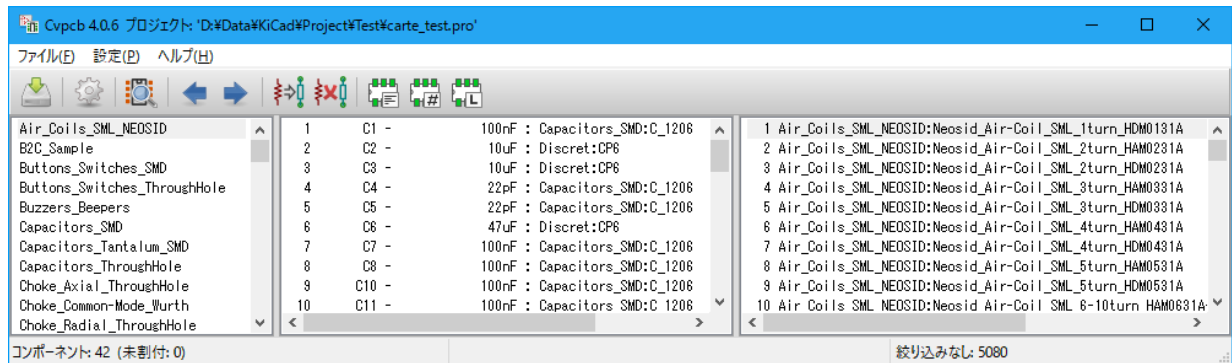 Cvpcb 4.0.6 プロジェクト: 'D:¥Data¥KiCad¥Project¥Test¥carte_test.pro'
ファイル(F) 設定(P) ヘルプ(H)
Air_Coils_SML_NEOSID
B2C_Sample
Buttons_Switches_SMD
Buttons_Switches_ThroughHole
Buzzers_Beepers
Capacitors_SMD
Capacitors_Tantalum_SMD
Capacitors_ThroughHole
Choke_Axial_ThroughHole
Choke_Common-Mode_Wurth
Choke_Radial_ThroughHole
1 C1 - 100nF : Capacitors_SMD:C_1206
2 C2 - 10uF : Discret:CP6
3 C3 - 10uF : Discret:CP6
4 C4 - 22pF : Capacitors_SMD:C_1206
5 C5 - 22pF : Capacitors_SMD:C_1206
6 C6 - 47uF : Discret:CP6
7 C7 - 100nF : Capacitors_SMD:C_1206
8 C8 - 100nF : Capacitors_SMD:C_1206
9 C10 - 100nF : Capacitors_SMD:C_1206
10 C11 - 100nF : Capacitors_SMD:C_1206
1 Air_Coils_SML_NEOSID:Neosid_Air-Coil_SML_1turn_HDM0131A
2 Air_Coils_SML_NEOSID:Neosid_Air-Coil_SML_2turn_HAM0231A
3 Air_Coils_SML_NEOSID:Neosid_Air-Coil_SML_2turn_HDM0231A
4 Air_Coils_SML_NEOSID:Neosid_Air-Coil_SML_3turn_HAM0331A
5 Air_Coils_SML_NEOSID:Neosid_Air-Coil_SML_3turn_HDM0331A
6 Air_Coils_SML_NEOSID:Neosid_Air-Coil_SML_4turn_HAM0431A
7 Air_Coils_SML_NEOSID:Neosid_Air-Coil_SML_4turn_HDM0431A
8 Air_Coils_SML_NEOSID:Neosid_Air-Coil_SML_5turn_HAM0531A
9 Air_Coils_SML_NEOSID:Neosid_Air-Coil_SML_5turn_HDM0531A
10 Air_Coils_SML_NEOSID:Neosid_Air-Coil_SML_6-10turn_HAM0631A-
コンポーネント: 42 (未割付: 0)
絞り込みなし: 5080